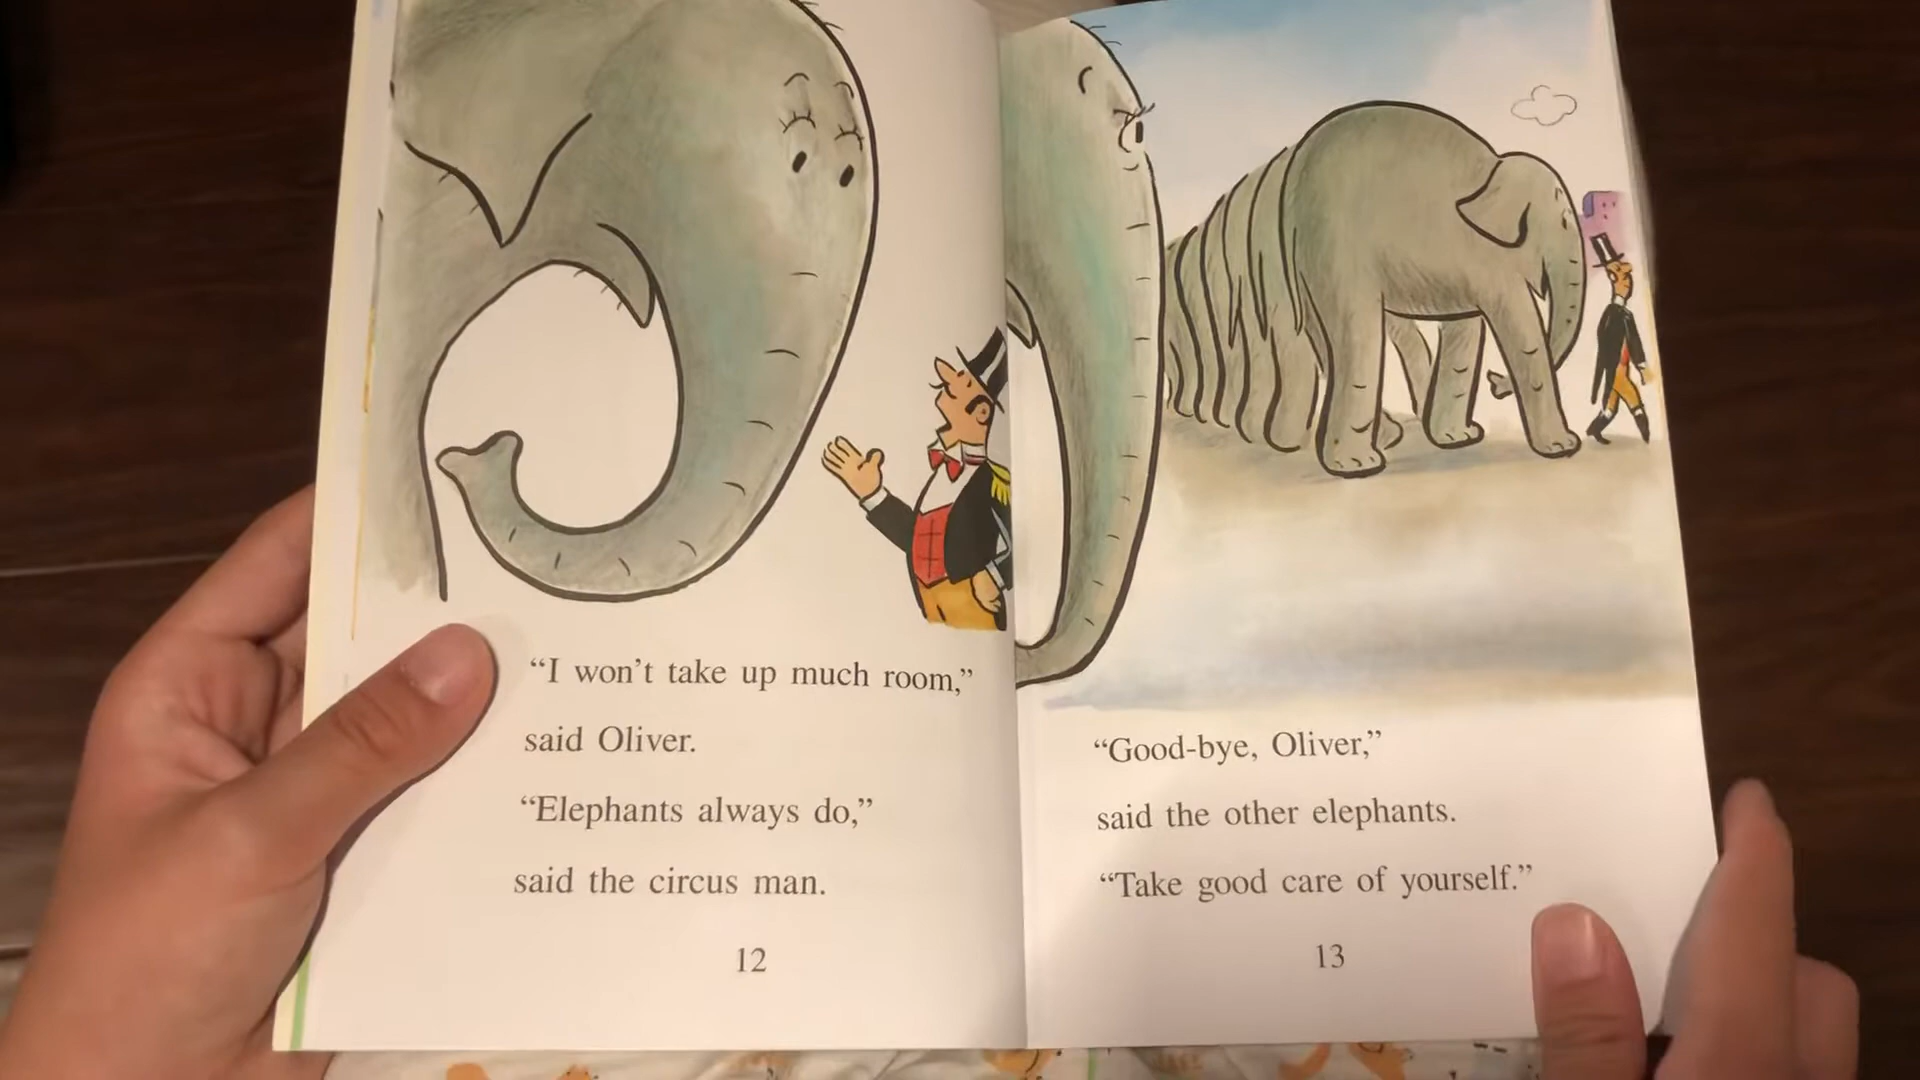 “I won’t take up much room,”
said Oliver.
“Elephants always do,”
said the circus man.
12
“Good-bye, Oliver,”
said the other elephants.
“Take good care of yourself.”
13